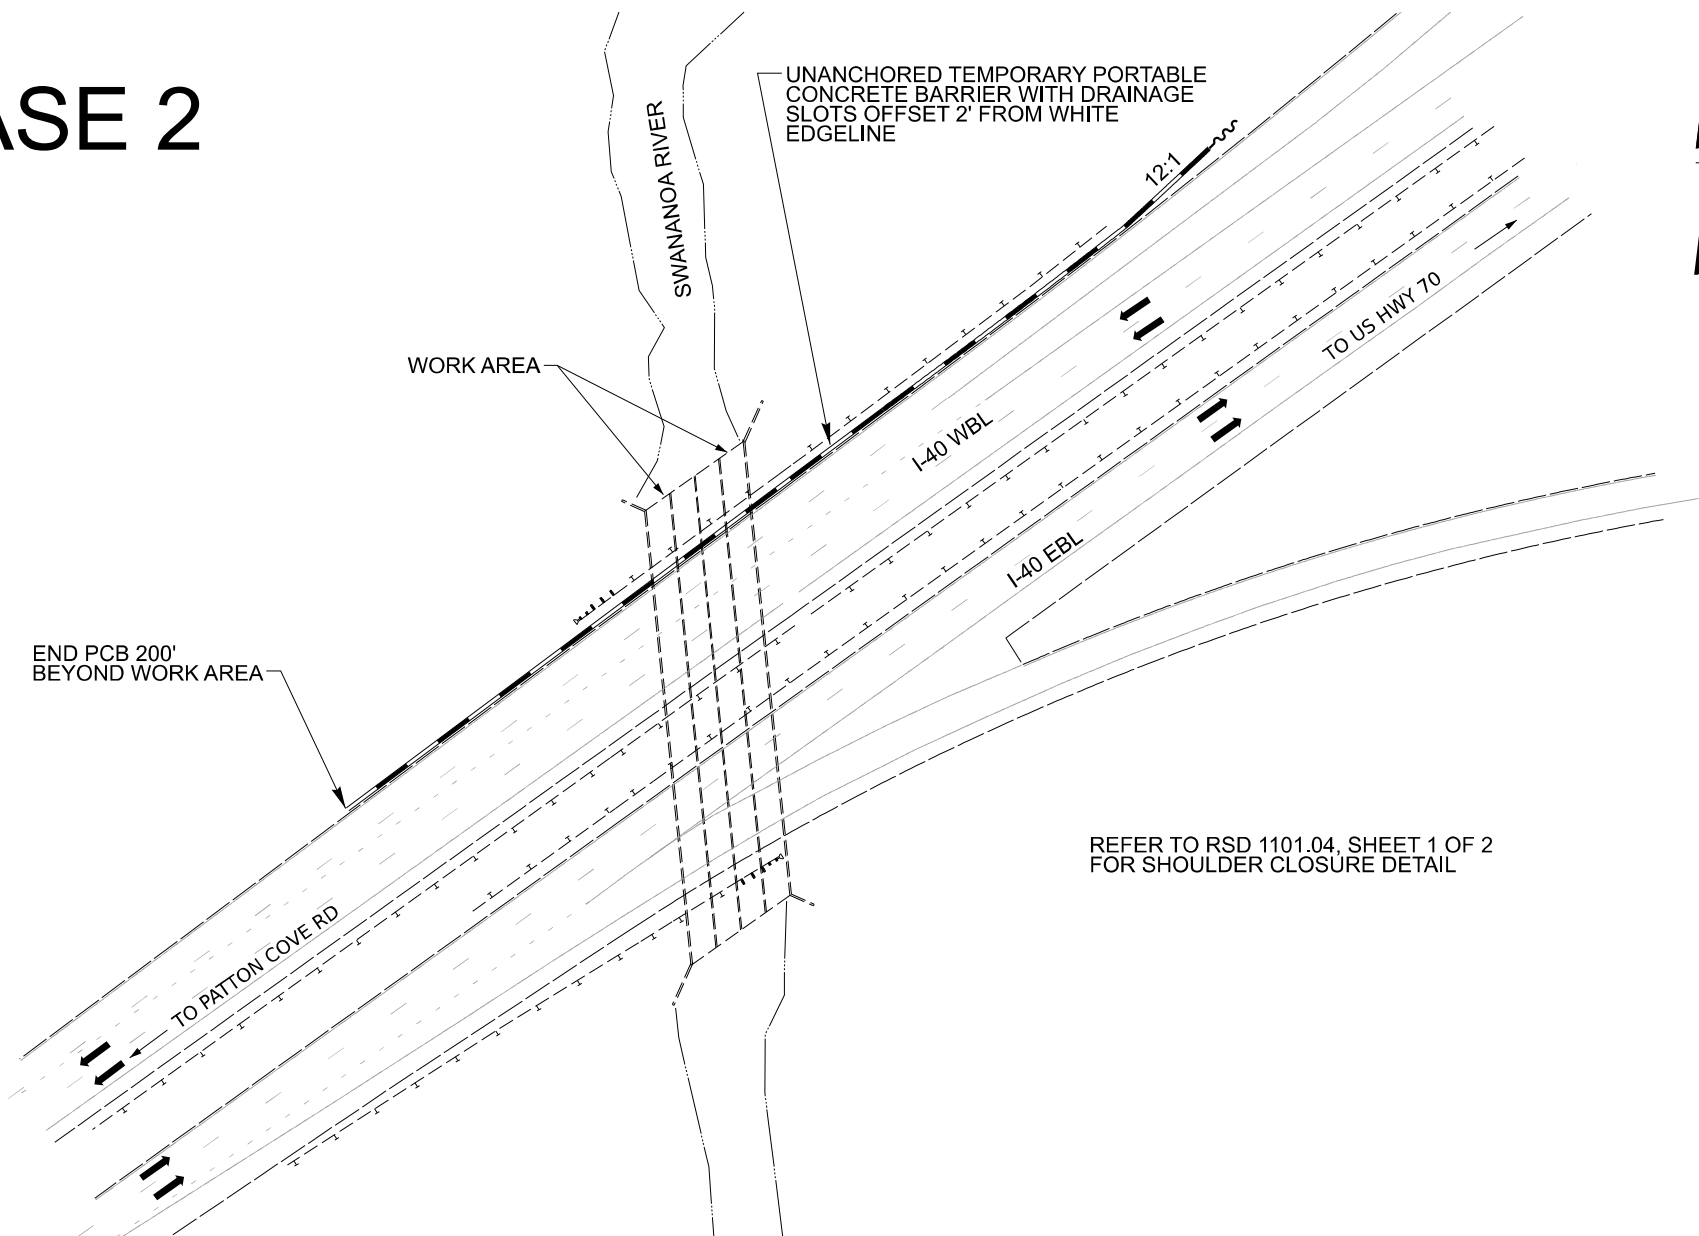 ASE 2
UNANCHORED TEMPORARY PORTABLE
CONCRETE BARRIER WITH DRAINAGE
SLOTS OFFSET 2' FROM WHITE
EDGELINE
SWANANOA RIVER
12:1
WORK AREA
TO US HWY 70
I-40 WBL
I-40 EBL
END PCB 200'
BEYOND WORK AREA
REFER TO RSD 1101.04, SHEET 1 OF 2
FOR SHOULDER CLOSURE DETAIL
TO PATTON COVE RD